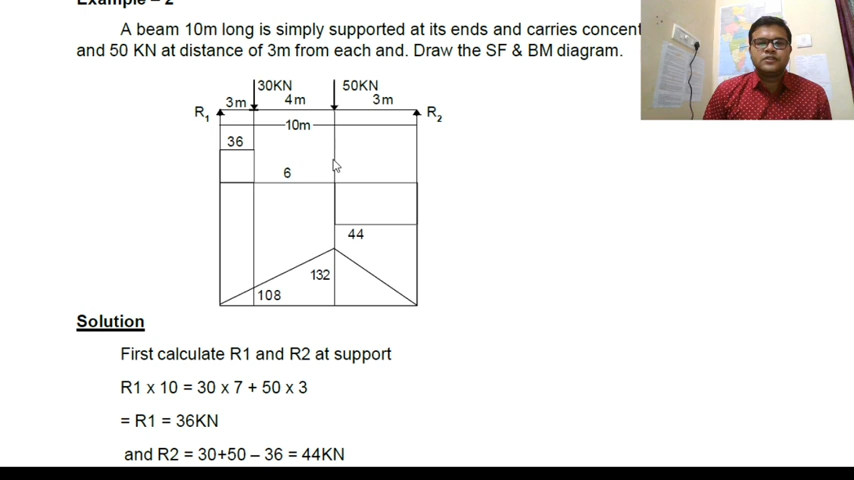 Example – 2
A beam 10m long is simply supported at its ends and carries concent
and 50 KN at distance of 3m from each and. Draw the SF & BM diagram.
30KN 50KN
3m 4m 3m
R1 R2
10m
36
6
44
132
108
Solution
First calculate R1 and R2 at support
R1 x 10 = 30 x 7 + 50 x 3
= R1 = 36KN
and R2 = 30+50 – 36 = 44KN